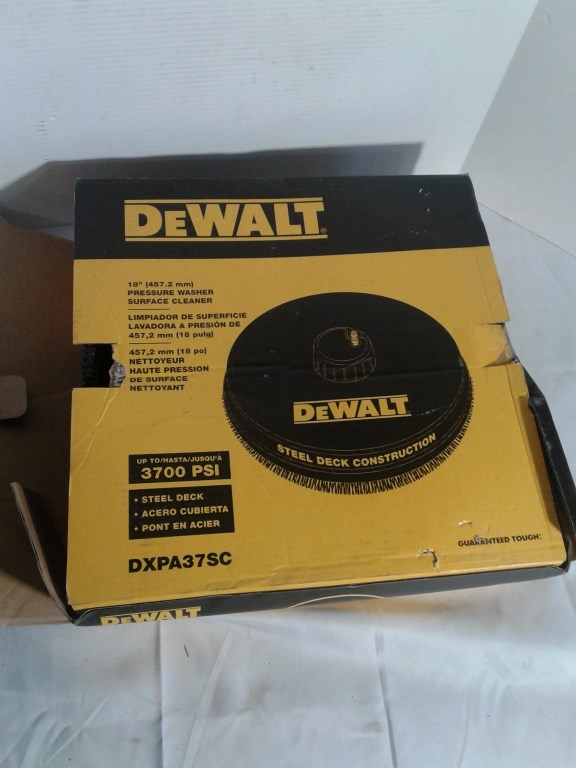 DEWALT
18" (457.2 mm)
PRESSURE WASHER
SURFACE CLEANER
LIMPIADOR DE SUPERFICIE
LAVADORA A PRESIÓN DE
457,2 mm (18 pulg)
457,2 mm (18 po)
NETTOYEUR
HAUTE PRESSION
DE SURFACE
NETTOYANT
DEWALT
STEEL DECK CONSTRUCTION
UP TO/HASTA/JUSQU'À
3700 PSI
• STEEL DECK
• ACERO CUBIERTA
• PONT EN ACIER
GUARANTEED TOUGH.
DXPA37SC
DEWALT